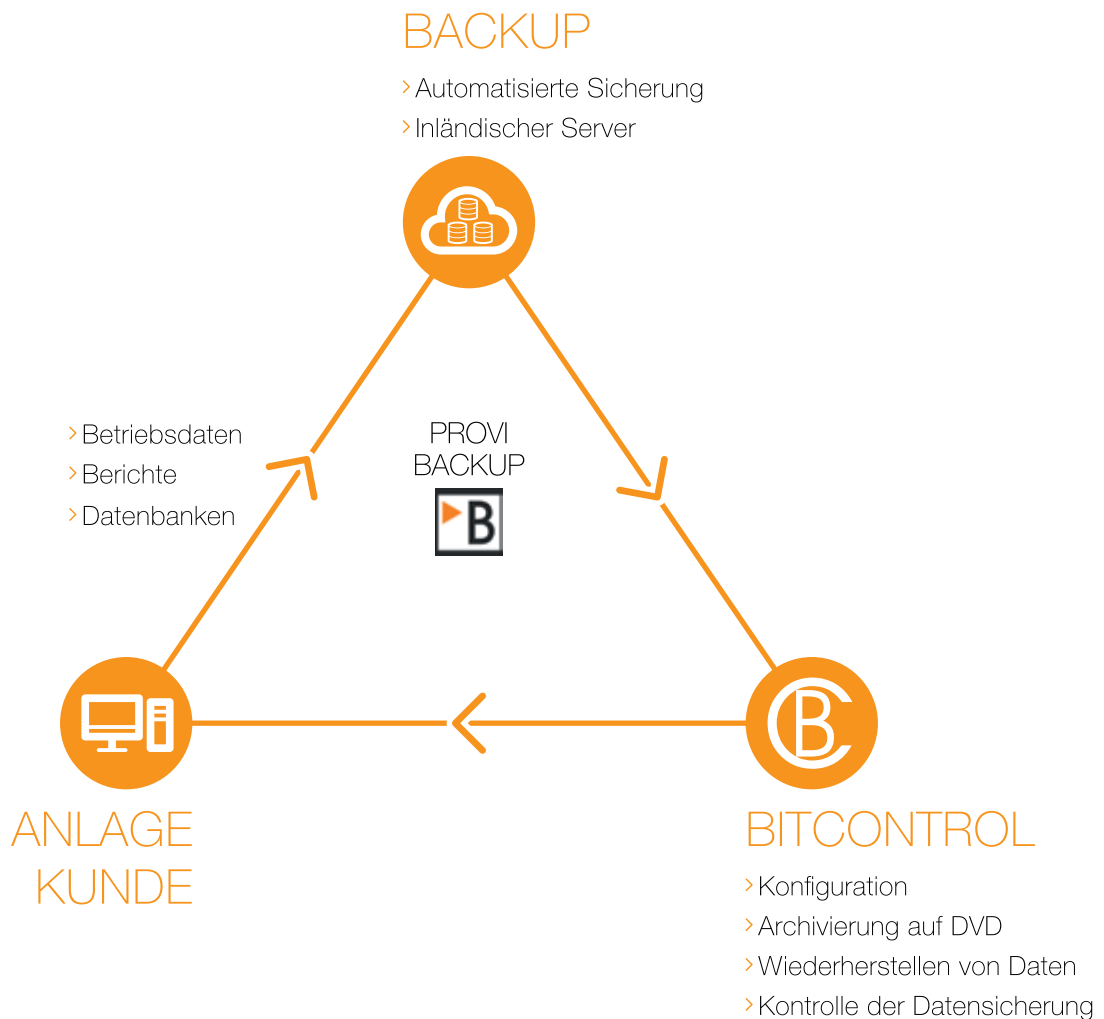 BACKUP
› Automatisierte Sicherung
› Inländischer Server
› Betriebsdaten
› Berichte
› Datenbanken
PROVI
BACKUP
B
CB
ANLAGE
KUNDE
BITCONTROL
› Konfiguration
› Archivierung auf DVD
› Wiederherstellen von Daten
› Kontrolle der Datensicherung